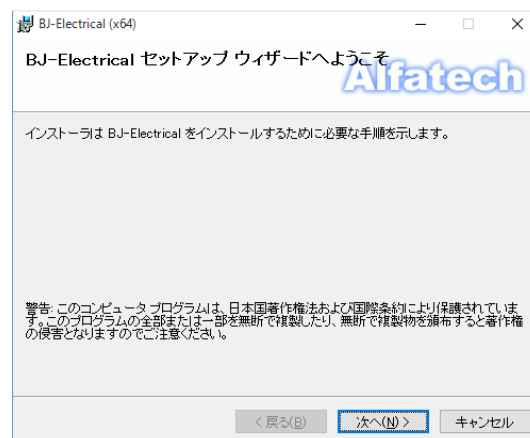 BJ-Electrical (x64)
BJ-Electrical セットアップ ウィザードへようこそ
Alfatech
インストーラは BJ-Electrical をインストールするために必要な手順を示します。
警告: このコンピュータ プログラムは、日本国著作権法および国際条約により保護されていま
す。このプログラムの全部または一部を無断で複製したり、無断で複製物を頒布すると著作権
の侵害となりますのでご注意ください。
< 戻る(B)
次へ(N) >
キャンセル